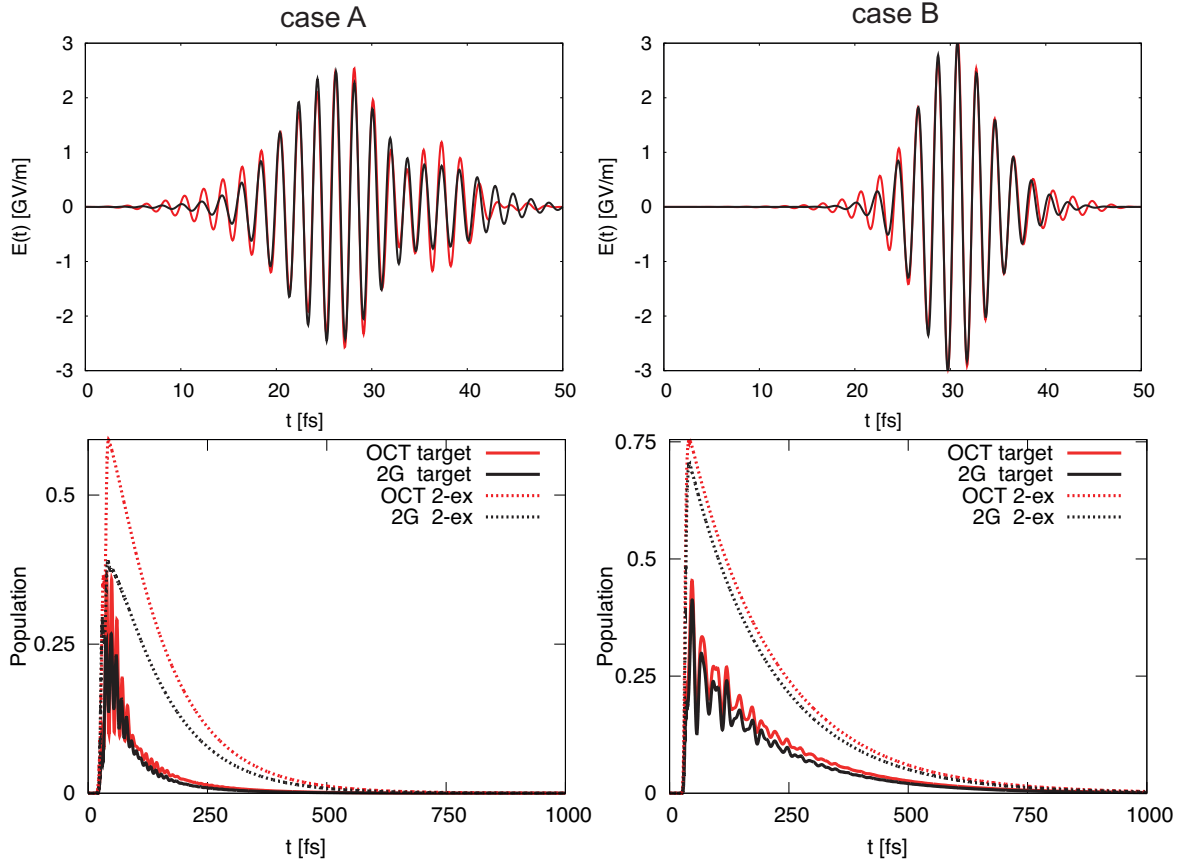 case A
case B
3
2
1
0
-1
-2
-3
E(t) [GV/m]
0 10 20 30 40 50
t [fs]
3
2
1
0
-1
-2
-3
E(t) [GV/m]
0 10 20 30 40 50
t [fs]
OCT target
2G target
OCT 2-ex
2G 2-ex
0.5
0.25
0
Population
0 250 500 750 1000
t [fs]
OCT target
2G target
OCT 2-ex
2G 2-ex
0.75
0.5
0.25
0
Population
0 250 500 750 1000
t [fs]